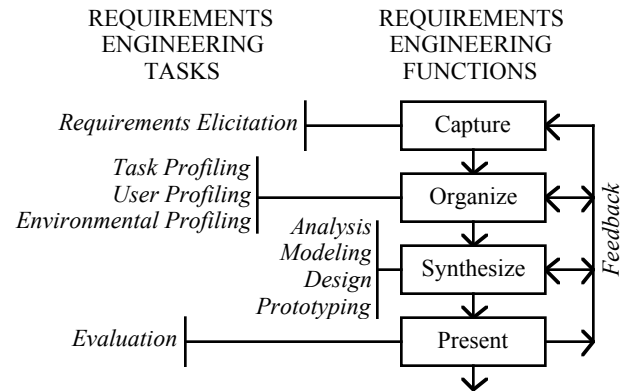 REQUIREMENTS
ENGINEERING
TASKS
REQUIREMENTS
ENGINEERING
FUNCTIONS
Requirements Elicitation
Capture
Task Profiling
User Profiling
Environmental Profiling
Organize
Analysis
Modeling
Design
Prototyping
Synthesize
Evaluation
Present
Feedback